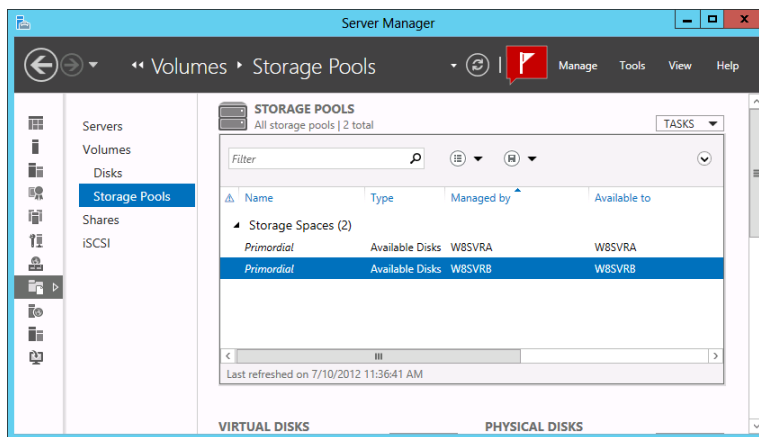 Server Manager
Volumes ‣ Storage Pools
Manage Tools View Help
Servers
Volumes
Disks
Storage Pools
Shares
iSCSI
STORAGE POOLS
All storage pools | 2 total
TASKS
Filter
Name Type Managed by Available to
Storage Spaces (2)
Primordial Available Disks W8SVRA W8SVRA
Primordial Available Disks W8SVRB W8SVRB
Last refreshed on 7/10/2012 11:36:41 AM
VIRTUAL DISKS PHYSICAL DISKS